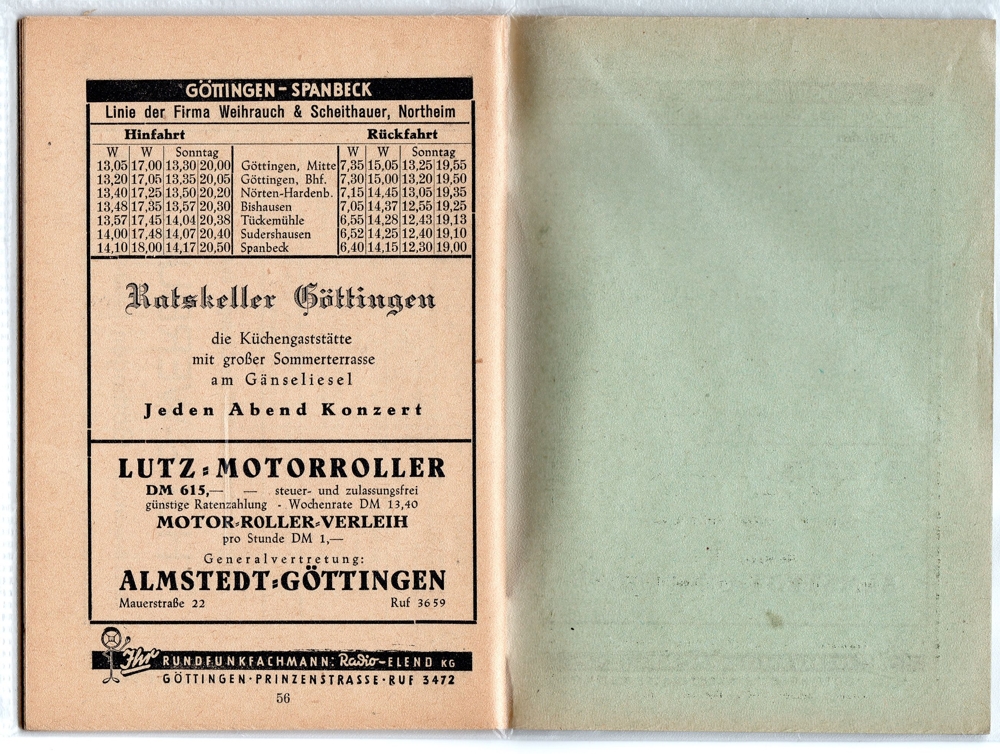 GÖTTINGEN - SPANBECK
Linie der Firma Weihrauch & Scheithauer, Northeim
Hinfahrt Rückfahrt
W W Sonntag W W Sonntag
13,05 17,00 13,30 20,00 Göttingen, Mitte 7,35 15,05 13,25 19,55
13,20 17,05 13,35 20,05 Göttingen, Bhf. 7,30 15,00 13,20 19,50
13,40 17,25 13,50 20,20 Nörten-Hardenb. 7,15 14,45 13,05 19,35
13,48 17,35 13,57 20,30 Bishausen 7,05 14,37 12,55 19,25
13,57 17,45 14,04 20,38 Tückemühle 6,55 14,28 12,43 19,13
14,00 17,48 14,07 20,40 Sudershausen 6,52 14,25 12,40 19,10
14,10 18,00 14,17 20,50 Spanbeck 6,40 14,15 12,30 19,00
Ratskeller Göttingen
die Küchengaststätte
mit großer Sommerterrasse
am Gänseliesel
Jeden Abend Konzert
LUTZ-MOTORROLLER
DM 615,— — steuer- und zulassungsfrei
günstige Ratenzahlung - Wochenrate DM 13,40
MOTOR-ROLLER-VERLEIH
pro Stunde DM 1,—
Generalvertretung:
ALMSTEDT-GÖTTINGEN
Mauerstraße 22 Ruf 3659
Ihr RUNDFUNKFACHMANN: Radio-ELEND KG
GÖTTINGEN · PRINZENSTRASSE · RUF 3472
56